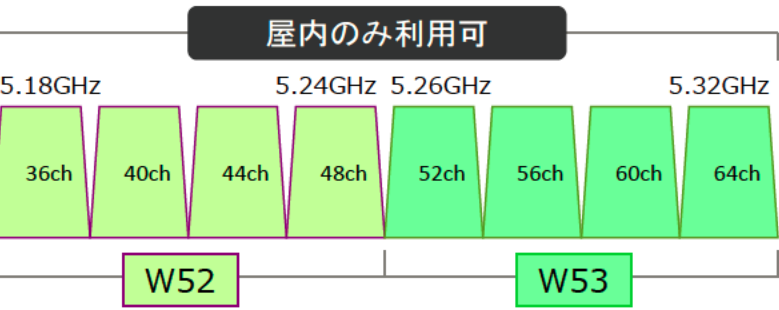 屋内のみ利用可
5.18GHz 5.24GHz 5.26GHz 5.32GHz
36ch 40ch 44ch 48ch 52ch 56ch 60ch 64ch
W52 W53